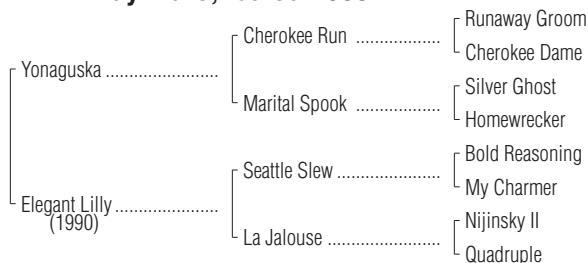 Runaway Groom
Cherokee Run
Cherokee Dame
Yonaguska
Silver Ghost
Marital Spook
Homewrecker
Bold Reasoning
Seattle Slew
My Charmer
Elegant Lilly
(1990)
Nijinsky II
La Jalouse
Quadruple